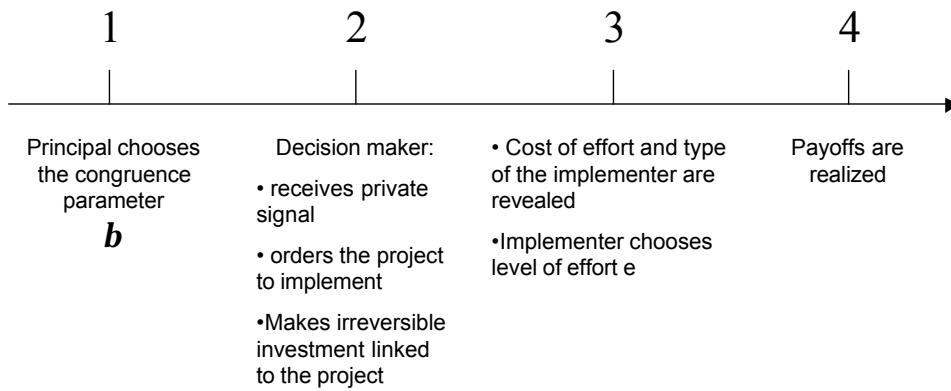 1
2
3
4
Principal chooses
the congruence
parameter
b
Decision maker:
• receives private
signal
• orders the project
to implement
•Makes irreversible
investment linked
to the project
• Cost of effort and type
of the implementer are
revealed
•Implementer chooses
level of effort e
Payoffs are
realized